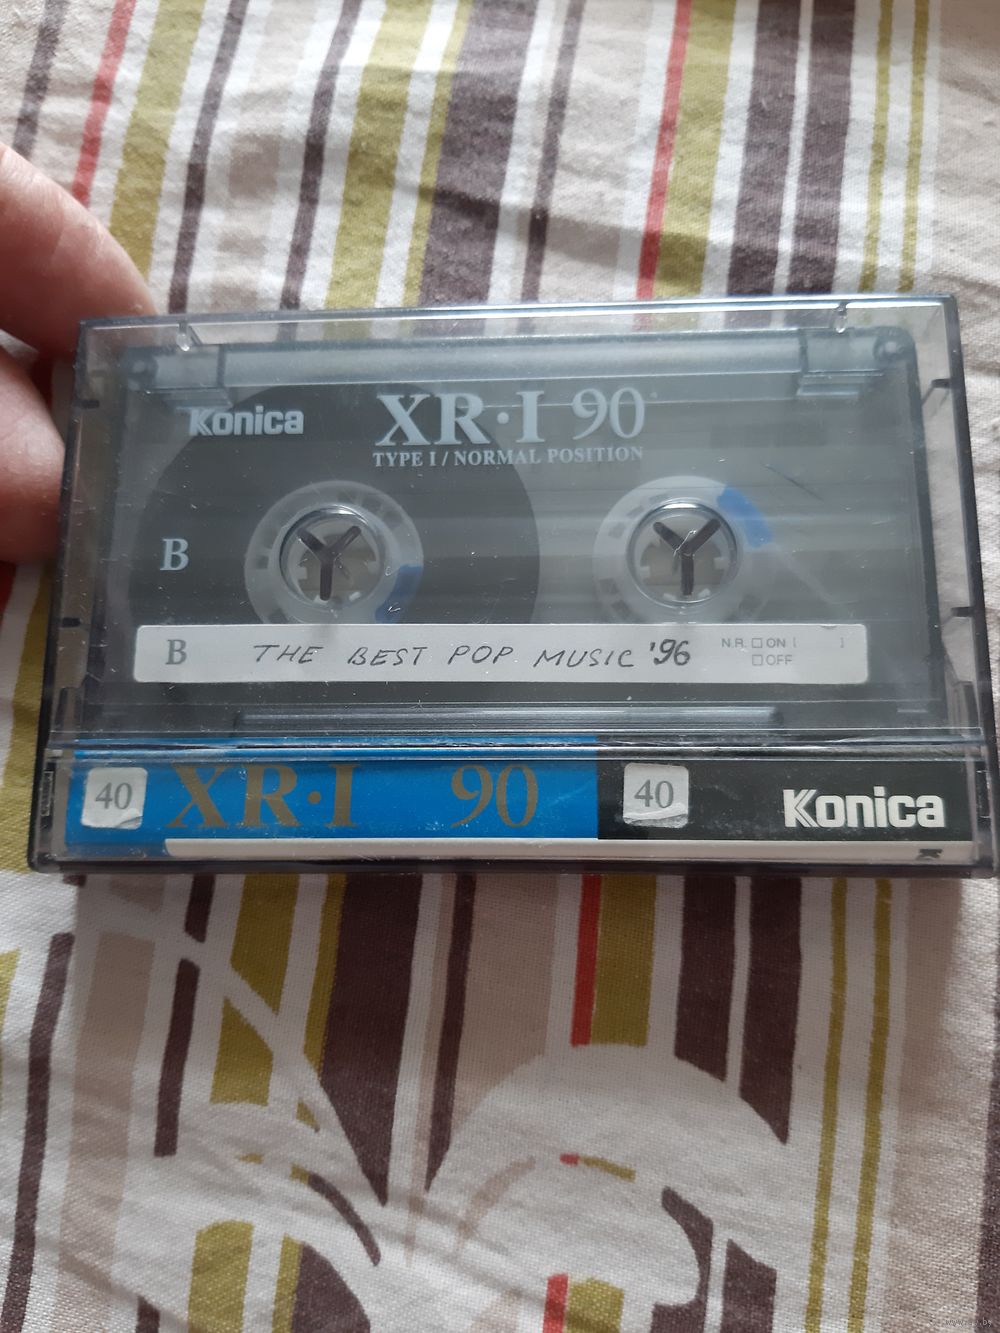 Konica
XR·I 90
TYPE I / NORMAL POSITION
B
B THE BEST POP MUSIC '96 N.R. ☐ ON [ ]
☐ OFF
40 XR·I 90 40 Konica